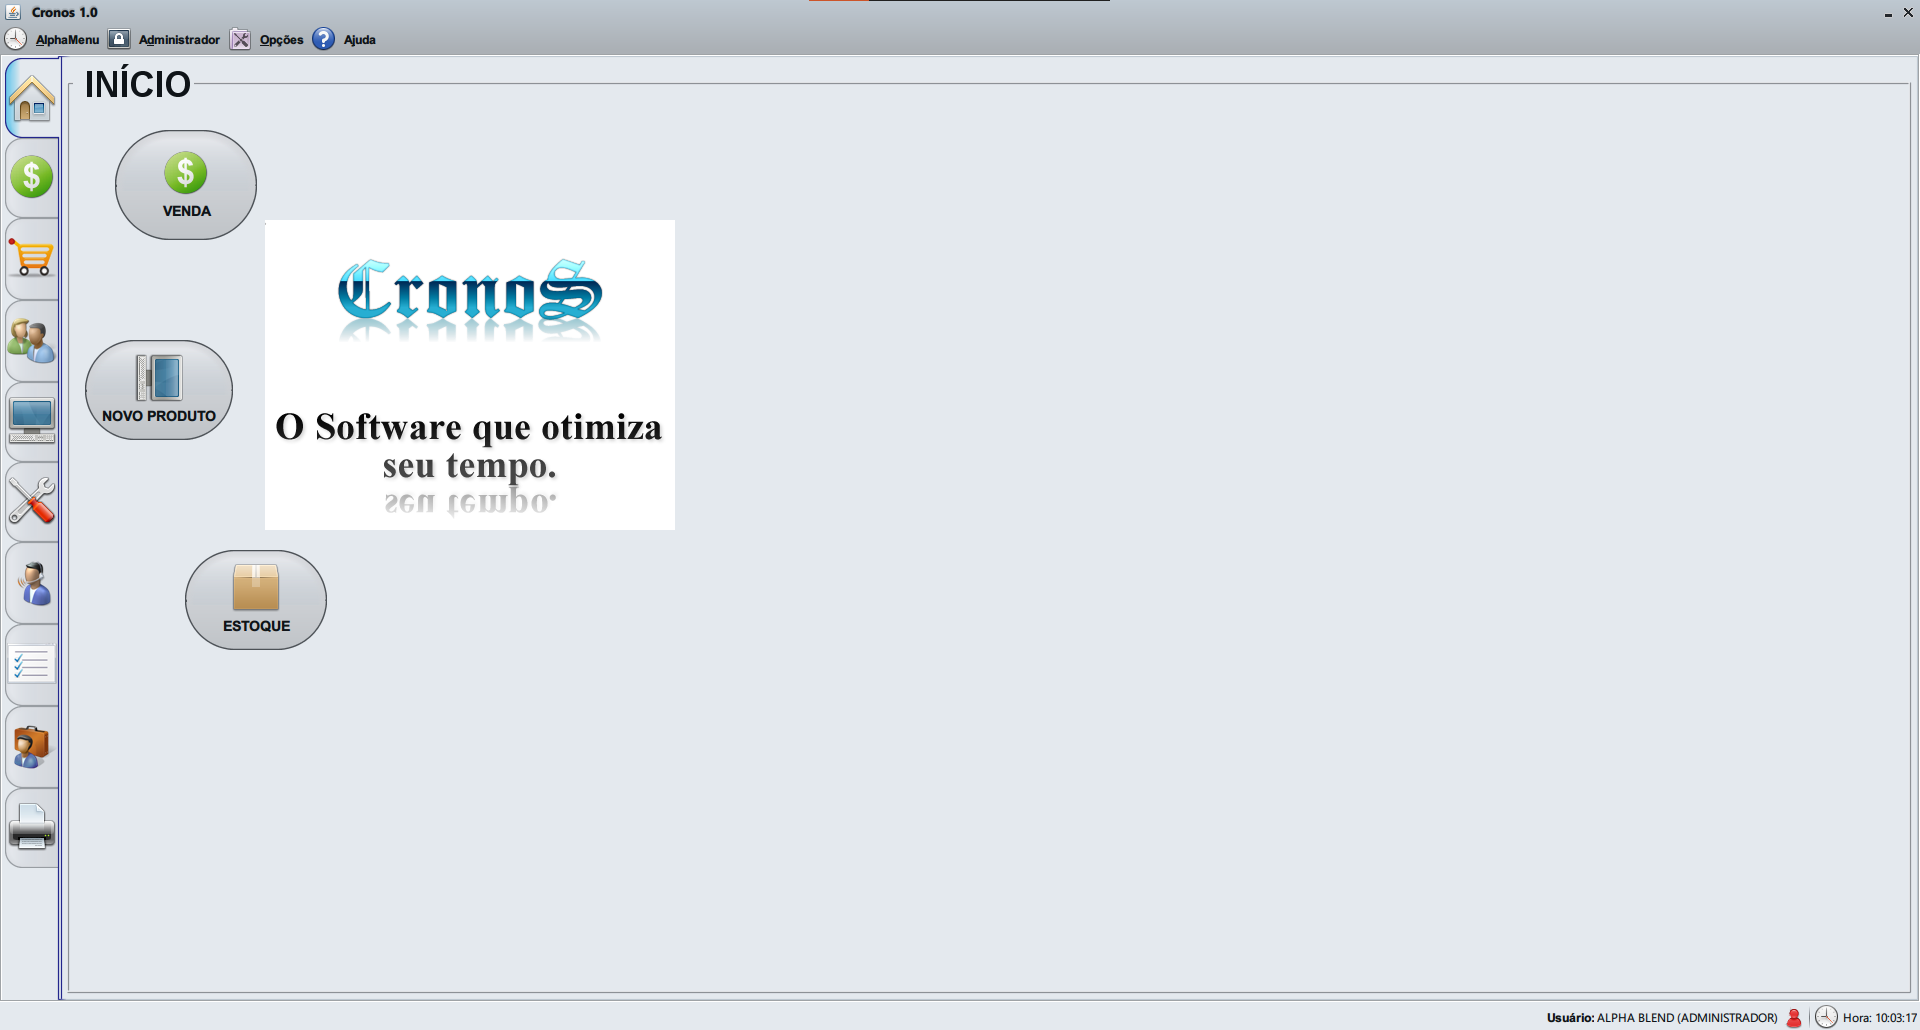 Cronos 1.0
AlphaMenu Administrador Opções Ajuda
INÍCIO
VENDA
CronoS
NOVO PRODUTO
O Software que otimiza
seu tempo.
ESTOQUE
Usuário: ALPHA BLEND (ADMINISTRADOR) Hora: 10:03:17